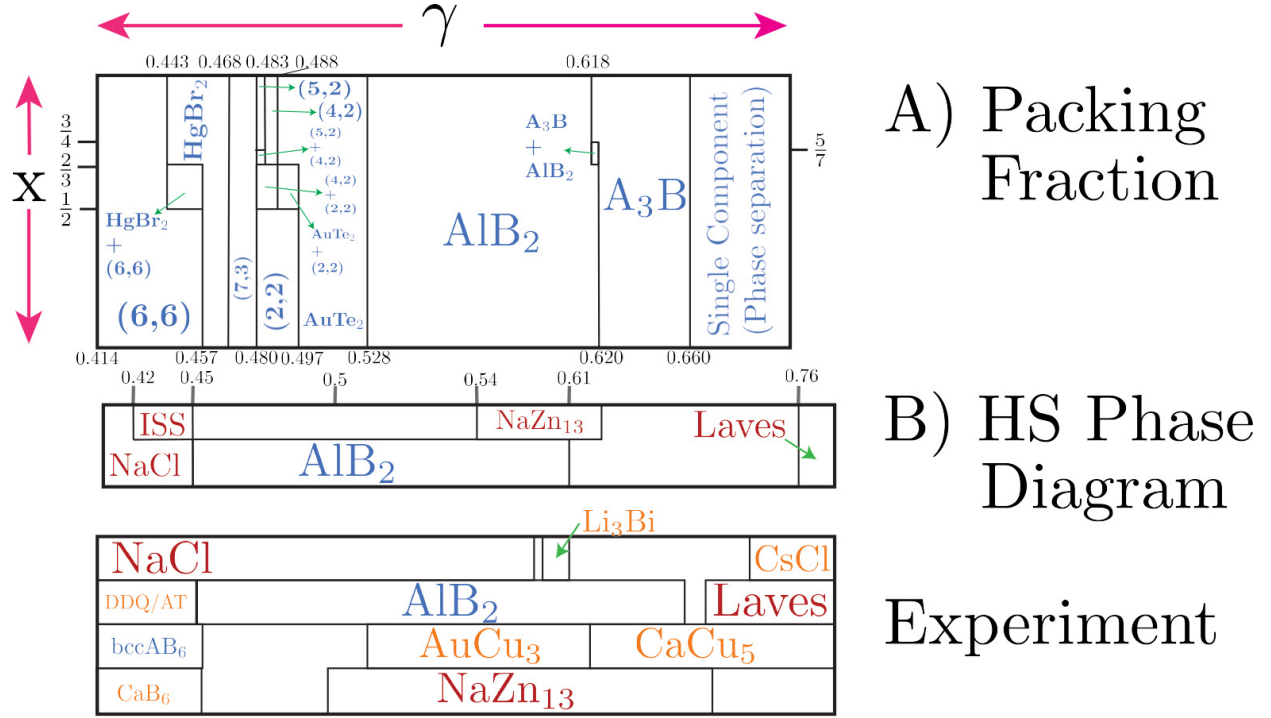 γ
0.443 0.468 0.483 0.488 0.618
HgBr₂
(5,2)
(4,2)
(5,2)
+
(4,2)
(4,2)
+
(2,2)
AuTe₂
+
(2,2)
A₃B
+
AlB₂
3/4
2/3
1/2
X
5/7
HgBr₂
+
(6,6)
(6,6)
(7,3)
(2,2)
AuTe₂
AlB₂
A₃B
Single Component
(Phase separation)
A) Packing
Fraction
0.414 0.457 0.480 0.497 0.528 0.620 0.660
0.42 0.45 0.5 0.54 0.61 0.76
ISS
NaZn₁₃
Laves
NaCl
AlB₂
B) HS Phase
Diagram
Li₃Bi
NaCl
CsCl
DDQ/AT
AlB₂
Laves
bccAB₆
AuCu₃
CaCu₅
CaB₆
NaZn₁₃
Experiment